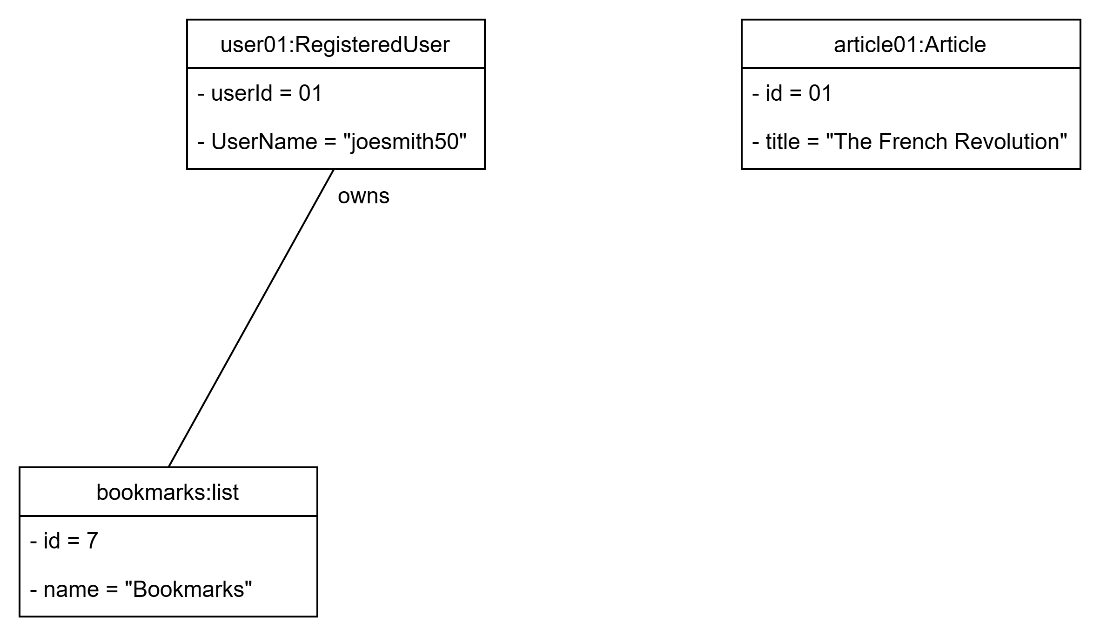 user01:RegisteredUser
- userId = 01
- UserName = "joesmith50"
owns
article01:Article
- id = 01
- title = "The French Revolution"
bookmarks:list
- id = 7
- name = "Bookmarks"